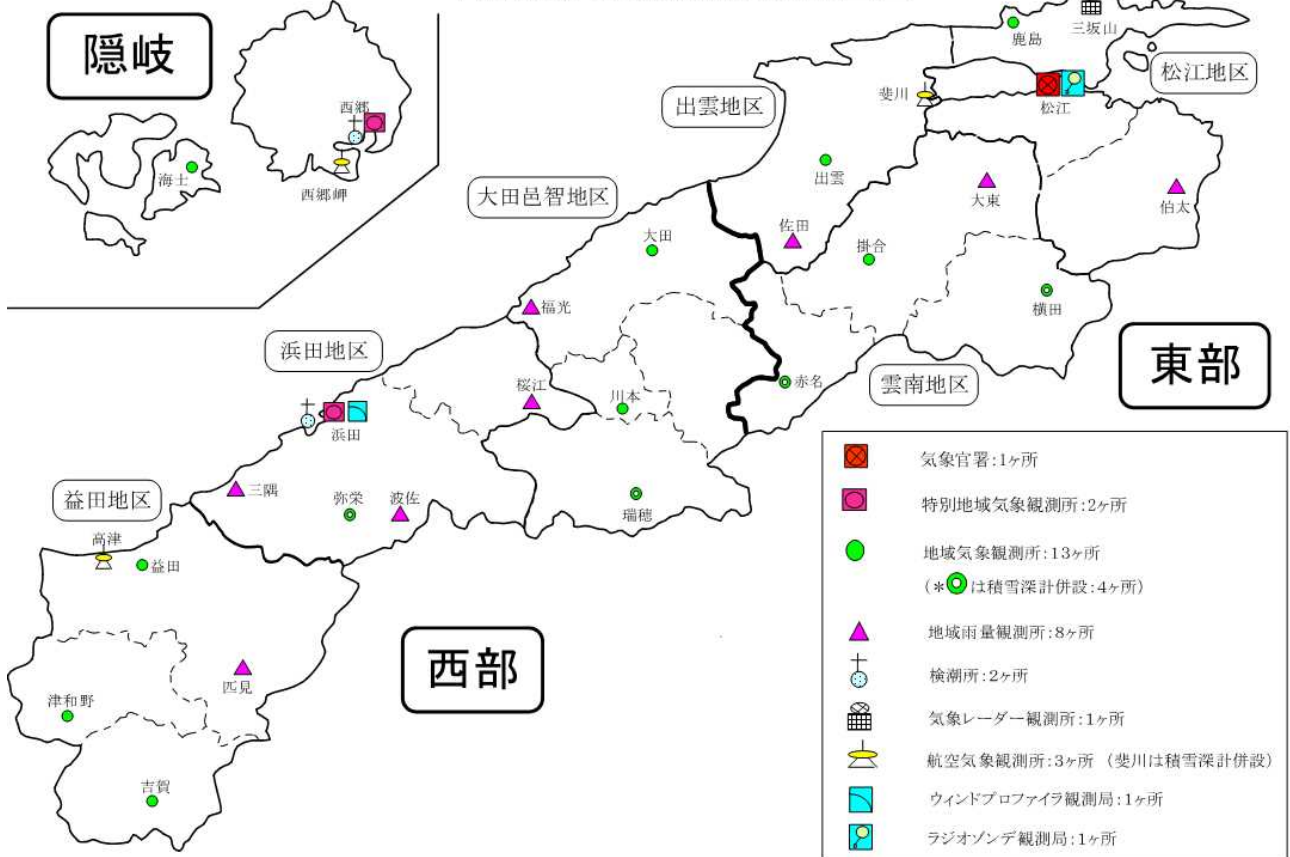 隠岐
西郷
海士
西郷岬
鹿島
三坂山
松江地区
出雲地区
斐川
松江
大田邑智地区
出雲
大東
伯太
佐田
大田
掛合
福光
横田
浜田地区
東部
桜江
川本
赤名
雲南地区
浜田
三隅
弥栄
波佐
瑞穂
益田地区
高津
益田
西部
匹見
津和野
吉賀
気象官署:1ヶ所
特別地域気象観測所:2ヶ所
地域気象観測所:13ヶ所
(*◎は積雪深計併設:4ヶ所)
地域雨量観測所:8ヶ所
検潮所:2ヶ所
気象レーダー観測所:1ヶ所
航空気象観測所:3ヶ所 (斐川は積雪深計併設)
ウィンドプロファイラ観測局:1ヶ所
ラジオゾンデ観測局:1ヶ所